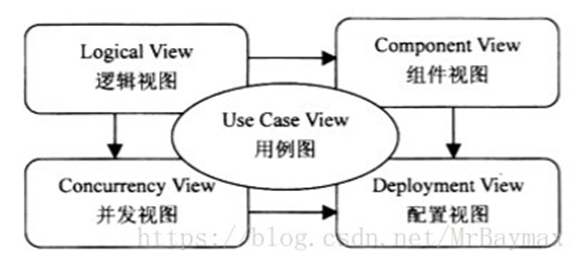 Logical View
逻辑视图
Component View
组件视图
Use Case View
用例图
Concurrency View
并发视图
Deployment View
配置视图
https://blog.csdn.net/MrBaymax